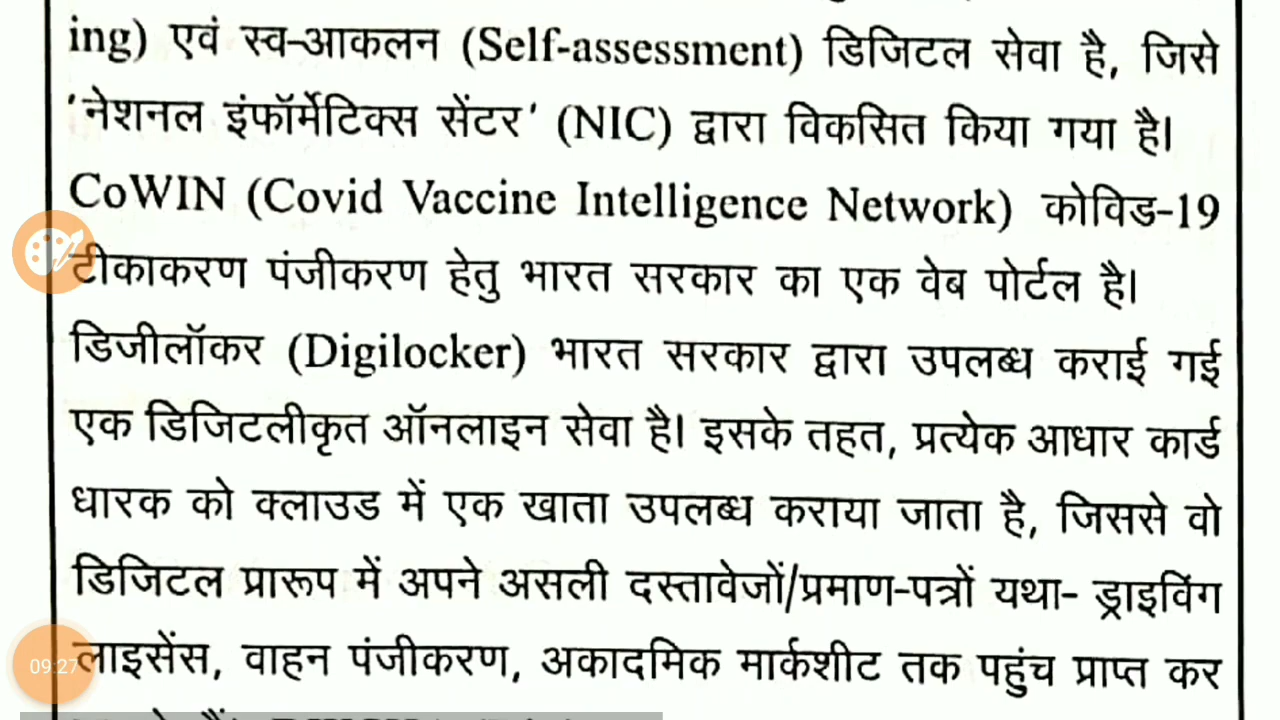 ing) एवं स्व-आकलन (Self-assessment) डिजिटल सेवा है, जिसे
'नेशनल इंफॉर्मेटिक्स सेंटर' (NIC) द्वारा विकसित किया गया है।
CoWIN (Covid Vaccine Intelligence Network) कोविड-19
टीकाकरण पंजीकरण हेतु भारत सरकार का एक वेब पोर्टल है।
डिजीलॉकर (Digilocker) भारत सरकार द्वारा उपलब्ध कराई गई
एक डिजिटलीकृत ऑनलाइन सेवा है। इसके तहत, प्रत्येक आधार कार्ड
धारक को क्लाउड में एक खाता उपलब्ध कराया जाता है, जिससे वो
डिजिटल प्रारूप में अपने असली दस्तावेजों/प्रमाण-पत्रों यथा- ड्राइविंग
09:27
लाइसेंस, वाहन पंजीकरण, अकादमिक मार्कशीट तक पहुंच प्राप्त कर